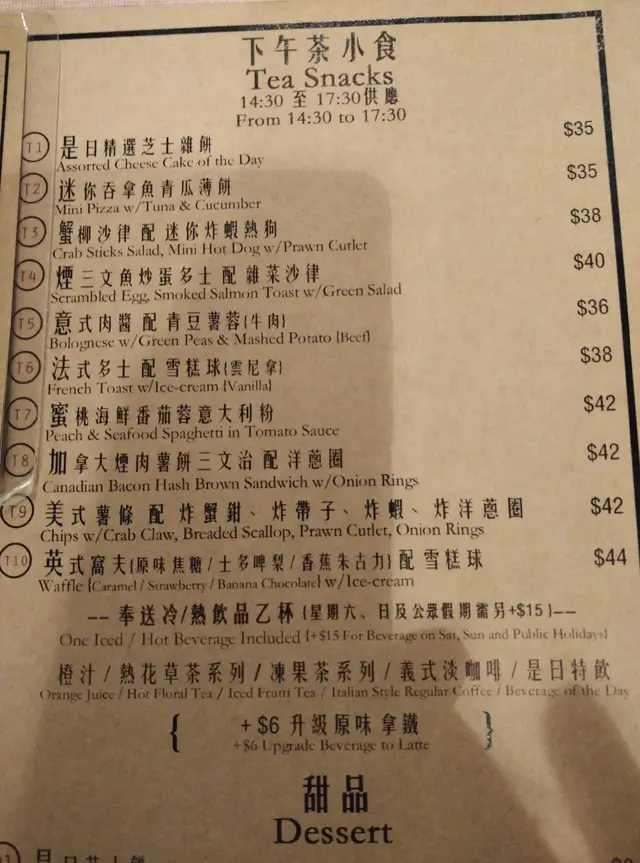 下午茶小食
Tea Snacks
14:30 至 17:30供應
From 14:30 to 17:30
T1 是日精選芝士雜餅 $35
Assorted Cheese Cake of the Day
T2 迷你吞拿魚青瓜薄餅 $35
Mini Pizza w/Tuna & Cucumber
T3 蟹柳沙律 配 迷你炸蝦熱狗 $38
Crab Sticks Salad, Mini Hot Dog w/Prawn Cutlet
T4 煙三文魚炒蛋多士 配 雜菜沙律 $40
Scrambled Egg, Smoked Salmon Toast w/Green Salad
T5 意式肉醬 配 青豆薯蓉{牛肉} $36
Bolognese w/Green Peas & Mashed Potato {Beef}
T6 法式多士 配 雪糕球{雲尼拿} $38
French Toast w/Ice-cream {Vanilla}
T7 蜜桃海鮮番茄蓉意大利粉 $42
Peach & Seafood Spaghetti in Tomato Sauce
T8 加拿大煙肉薯餅三文治 配 洋蔥圈 $42
Canadian Bacon Hash Brown Sandwich w/Onion Rings
T9 美式薯條 配 炸蟹鉗、炸帶子、炸蝦、炸洋蔥圈 $42
Chips w/Crab Claw, Breaded Scallop, Prawn Cutlet, Onion Rings
T10 英式窩夫{原味焦糖/士多啤梨/香蕉朱古力} 配 雪糕球 $44
Waffle {Caramel / Strawberry / Banana Chocolate} w/Ice-cream
-- 奉送冷/熱飲品乙杯 {星期六、日及公眾假期需另+$15}--
One Iced / Hot Beverage Included {+$15 For Beverage on Sat, Sun and Public Holidays}
橙汁 / 熱花草茶系列 / 凍果茶系列 / 義式淡咖啡 / 是日特飲
Orange Juice / Hot Floral Tea / Iced Frutti Tea / Italian Style Regular Coffee / Beverage of the Day
{ +$6 升級原味拿鐵 }
+$6 Upgrade Beverage to Latte
甜品
Dessert